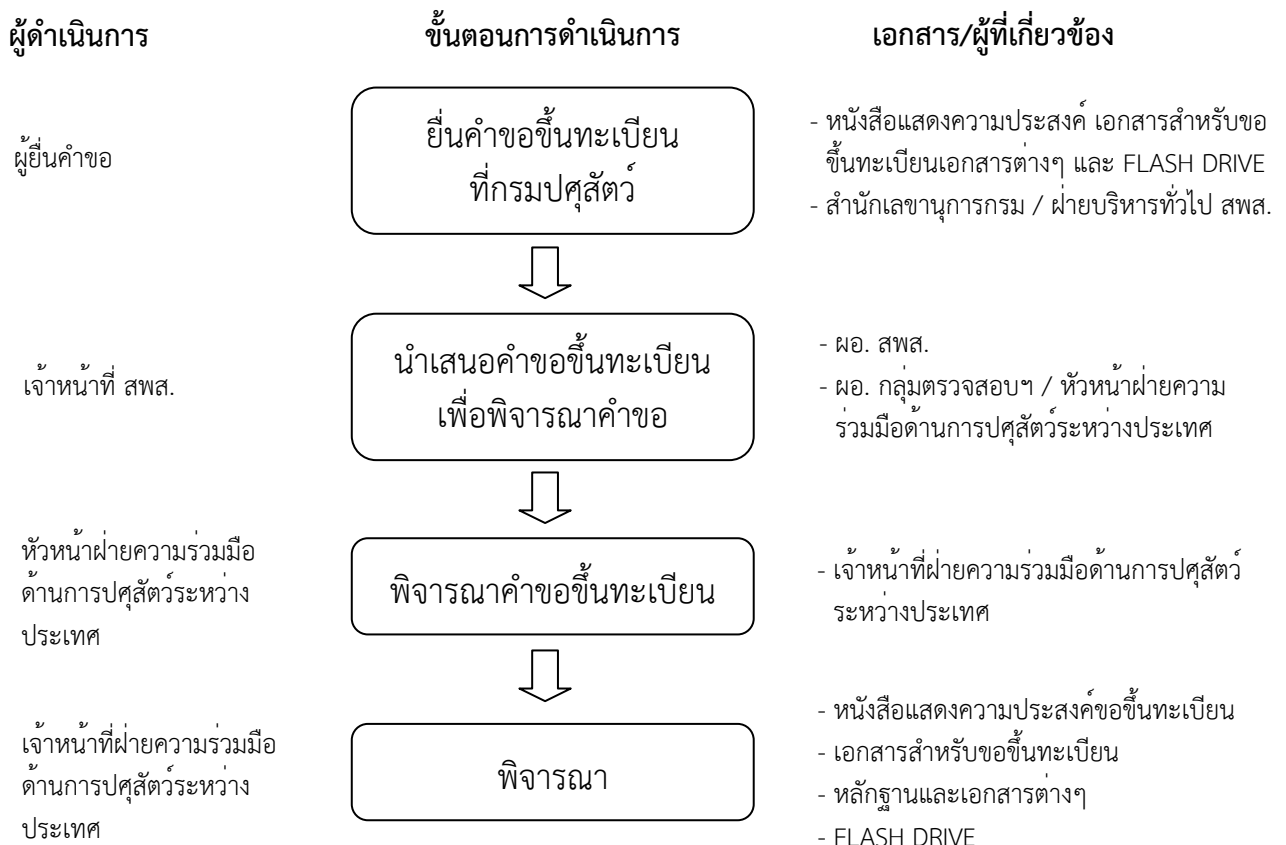 ผู้ดำเนินการ
ขั้นตอนการดำเนินการ
เอกสาร/ผู้ที่เกี่ยวข้อง
ผู้ยื่นคำขอ
ยื่นคำขอขึ้นทะเบียน
ที่กรมปศุสัตว์
- หนังสือแสดงความประสงค์ เอกสารสำหรับขอ
ขึ้นทะเบียนเอกสารต่างๆ และ FLASH DRIVE
- สำนักเลขานุการกรม / ฝ่ายบริหารทั่วไป สพส.
เจ้าหน้าที่ สพส.
นำเสนอคำขอขึ้นทะเบียน
เพื่อพิจารณาคำขอ
- ผอ. สพส.
- ผอ. กลุ่มตรวจสอบฯ / หัวหน้าฝ่ายความ
ร่วมมือด้านการปศุสัตว์ระหว่างประเทศ
หัวหน้าฝ่ายความร่วมมือ
ด้านการปศุสัตว์ระหว่าง
ประเทศ
พิจารณาคำขอขึ้นทะเบียน
- เจ้าหน้าที่ฝ่ายความร่วมมือด้านการปศุสัตว์
ระหว่างประเทศ
เจ้าหน้าที่ฝ่ายความร่วมมือ
ด้านการปศุสัตว์ระหว่าง
ประเทศ
พิจารณา
- หนังสือแสดงความประสงค์ขอขึ้นทะเบียน
- เอกสารสำหรับขอขึ้นทะเบียน
- หลักฐานและเอกสารต่างๆ
- FLASH DRIVE